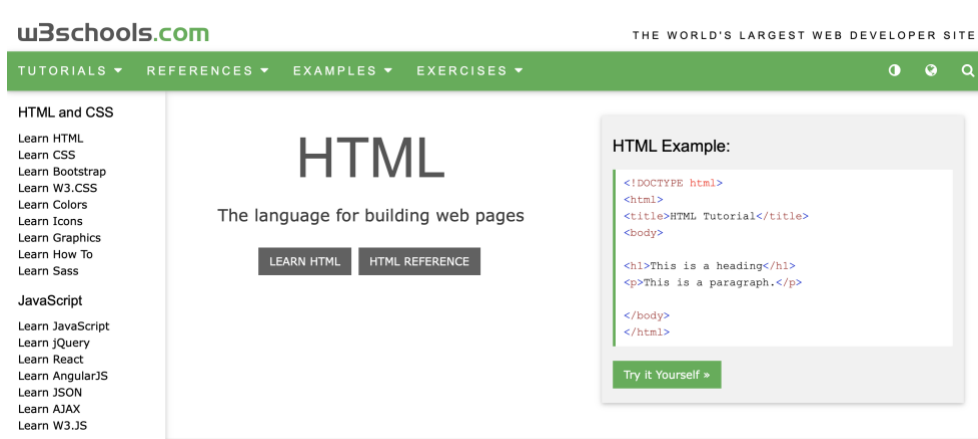 w3schools.com
THE WORLD'S LARGEST WEB DEVELOPER SITE
TUTORIALS REFERENCES EXAMPLES EXERCISES
HTML and CSS
Learn HTML
Learn CSS
Learn Bootstrap
Learn W3.CSS
Learn Colors
Learn Icons
Learn Graphics
Learn How To
Learn Sass
JavaScript
Learn JavaScript
Learn jQuery
Learn React
Learn AngularJS
Learn JSON
Learn AJAX
Learn W3.JS
HTML
The language for building web pages
LEARN HTML HTML REFERENCE
HTML Example:
<!DOCTYPE html>
<html>
<title>HTML Tutorial</title>
<body>
<h1>This is a heading</h1>
<p>This is a paragraph.</p>
</body>
</html>
Try it Yourself »